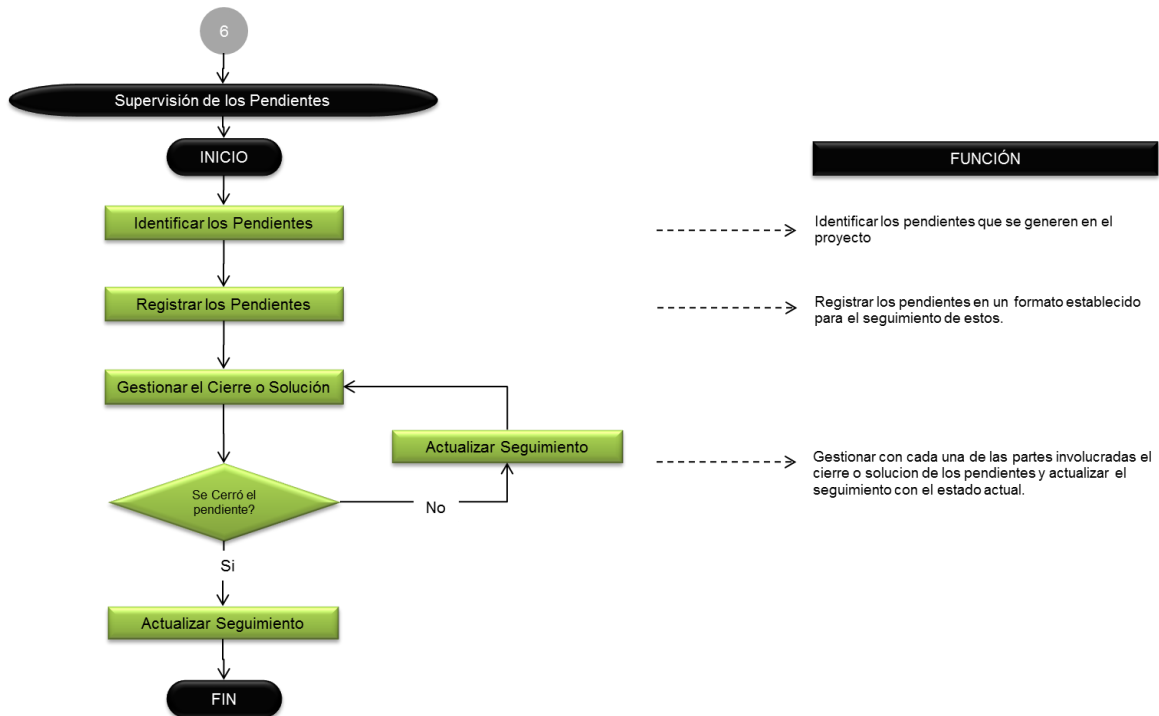 6
Supervisión de los Pendientes
INICIO
FUNCIÓN
Identificar los Pendientes
Identificar los pendientes que se generen en el
proyecto
Registrar los Pendientes
Registrar los pendientes en un formato establecido
para el seguimiento de estos.
Gestionar el Cierre o Solución
Actualizar Seguimiento
Gestionar con cada una de las partes involucradas el
cierre o solucion de los pendientes y actualizar el
seguimiento con el estado actual.
Se Cerró el
pendiente?
No
Si
Actualizar Seguimiento
FIN